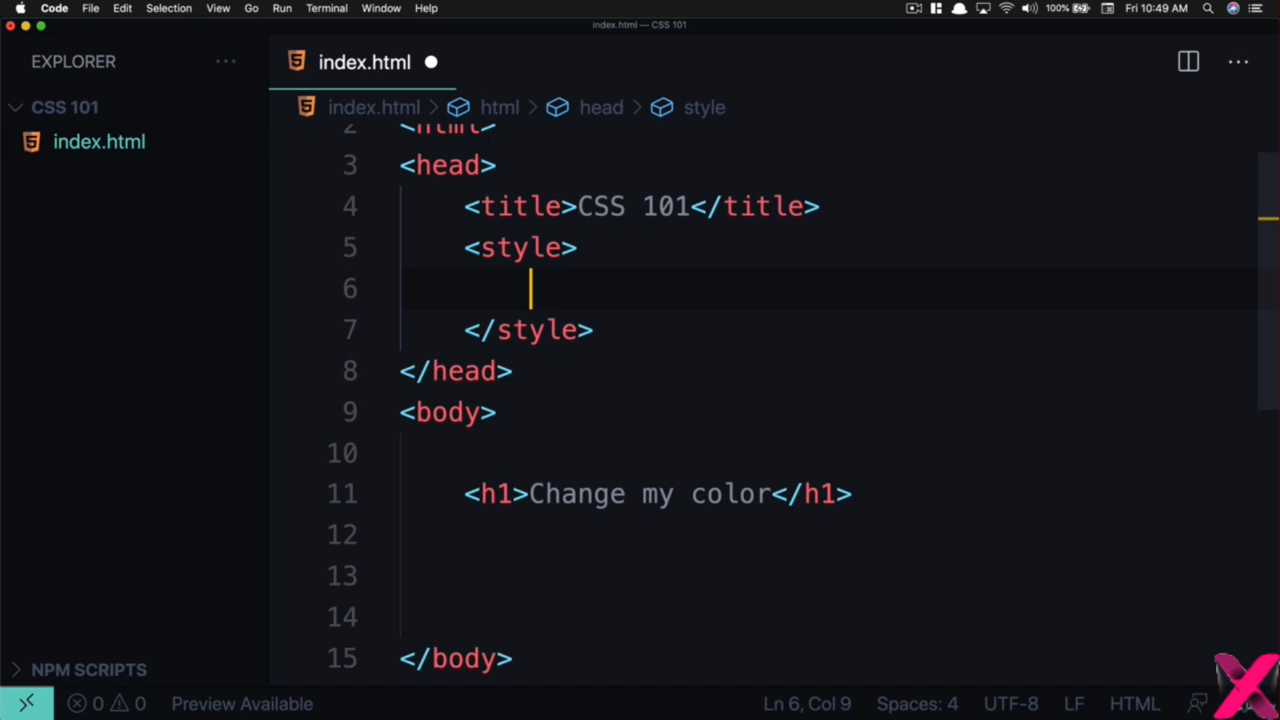 Code File Edit Selection View Go Run Terminal Window Help 100% Fri 10:49 AM
index.html — CSS 101
EXPLORER ··· index.html
CSS 101 index.html > html > head > style
index.html
2 <html>
3 <head>
4 <title>CSS 101</title>
5 <style>
6
7 </style>
8 </head>
9 <body>
10
11 <h1>Change my color</h1>
12
13
14
15 </body>
NPM SCRIPTS
0 0 Preview Available Ln 6, Col 9 Spaces: 4 UTF-8 LF HTML
X